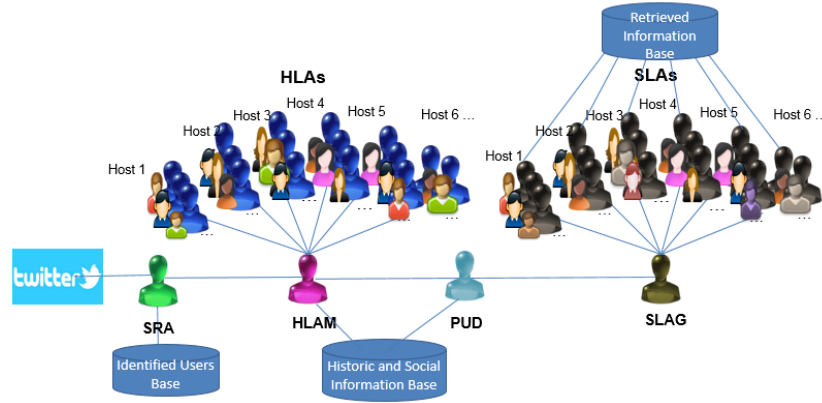 Retrieved
Information
Base
HLAs
SLAs
Host 1
Host 2
Host 3
Host 4
Host 5
Host 6 ...
...
...
...
...
...
...
Host 1
Host 2
Host 3
Host 4
Host 5
Host 6 ...
...
...
...
...
...
...
twitter
SRA
HLAM
PUD
SLAG
Identified Users
Base
Historic and Social
Information Base